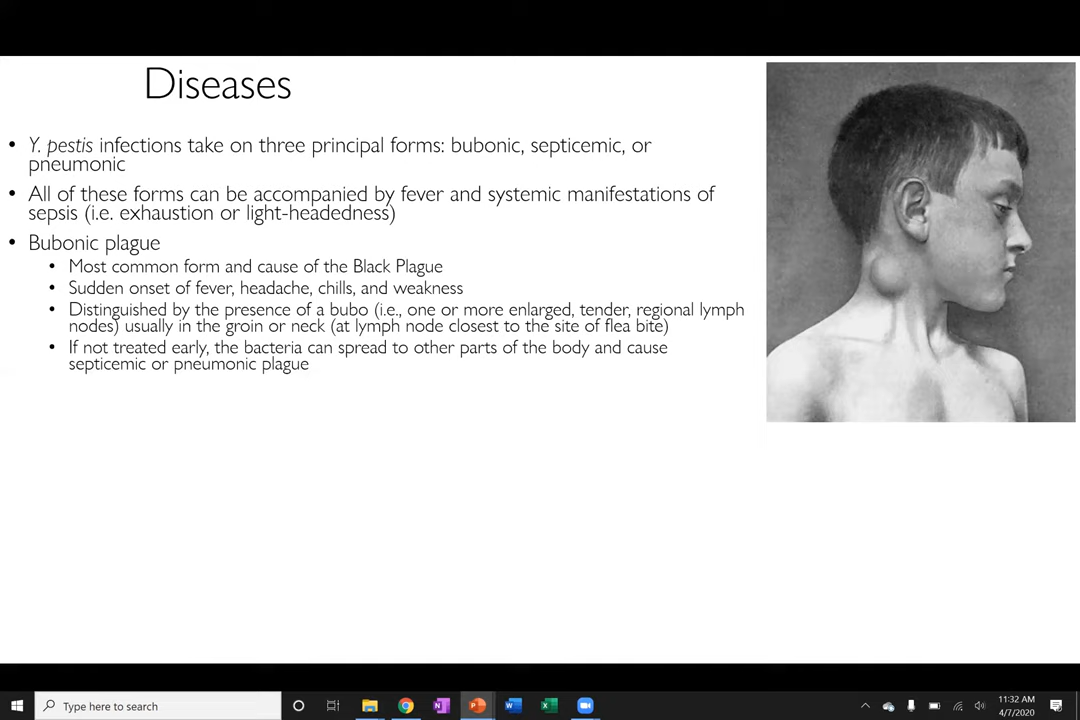 Diseases
• Y. pestis infections take on three principal forms: bubonic, septicemic, or
pneumonic
• All of these forms can be accompanied by fever and systemic manifestations of
sepsis (i.e. exhaustion or light-headedness)
• Bubonic plague
• Most common form and cause of the Black Plague
• Sudden onset of fever, headache, chills, and weakness
• Distinguished by the presence of a bubo (i.e., one or more enlarged, tender, regional lymph
nodes) usually in the groin or neck (at lymph node closest to the site of flea bite)
• If not treated early, the bacteria can spread to other parts of the body and cause
septicemic or pneumonic plague
Type here to search
11:32 AM
4/7/2020